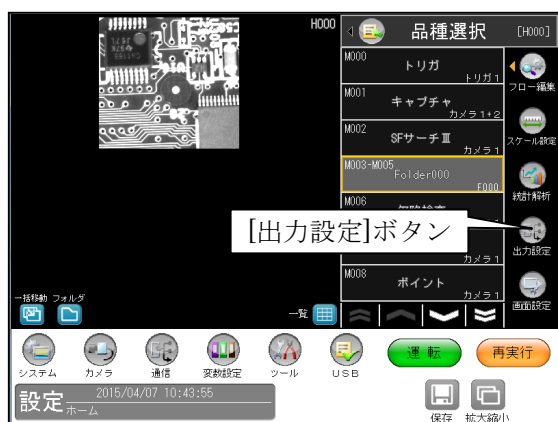 H000
品種選択
[H000]
M000
トリガ
トリガ1
M001
キャプチャ
カメラ1+2
M002
SFサーチⅢ
カメラ1
M003-M005
Folder000
F000
M006
[出力設定]ボタン
カメラ1
M008
ポイント
カメラ1
フロー編集
スケール設定
統計解析
出力設定
画面設定
一括移動 フォルダ
一覧
システム
カメラ
通信
変数設定
ツール
USB
運 転
再実行
設定
2015/04/07 10:43:55
ホーム
保存
拡大縮小